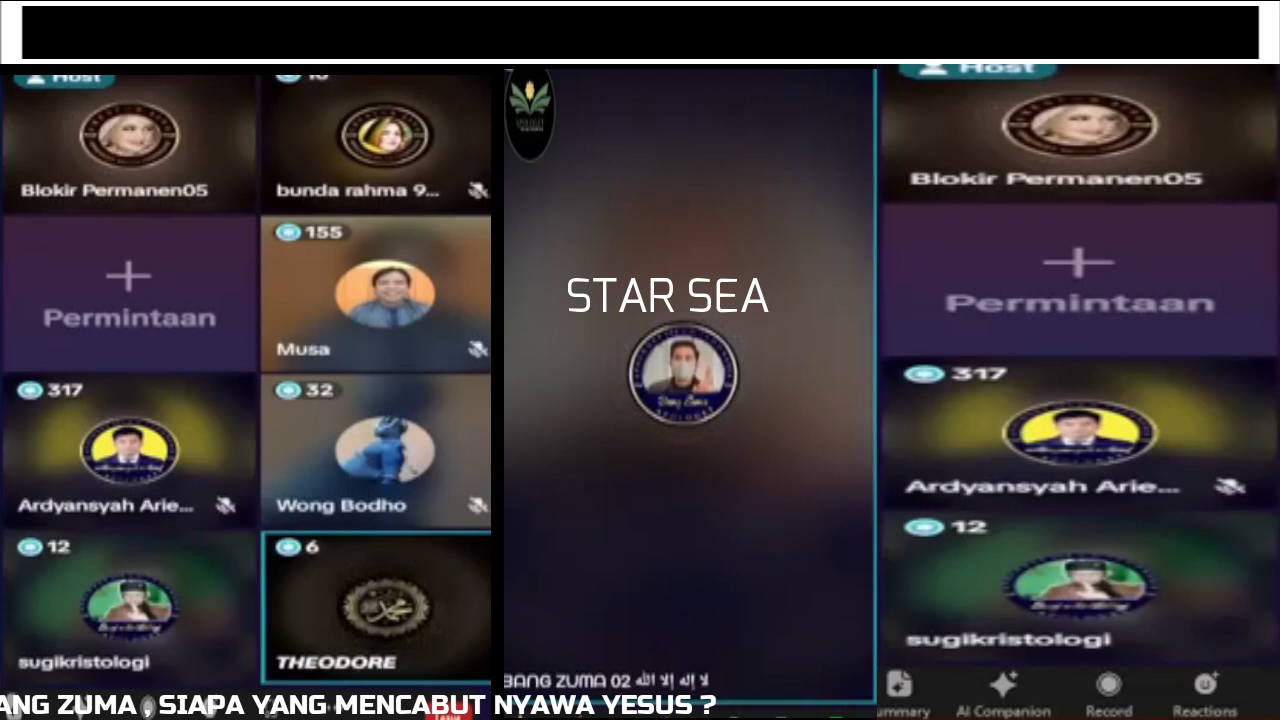 Host
10
Blokir Permanen05
bunda rahma 9...
155
Permintaan
Musa
317
32
Ardyansyah Arie...
Wong Bodho
12
6
sugikristologi
THEODORE
STAR SEA
BANG ZUMA 02 لا إله إلا الله
Host
Blokir Permanen05
Permintaan
317
Ardyansyah Arie...
12
sugikristologi
ummary
AI Companion
Record
Reactions
ANG ZUMA , SIAPA YANG MENCABUT NYAWA YESUS ?